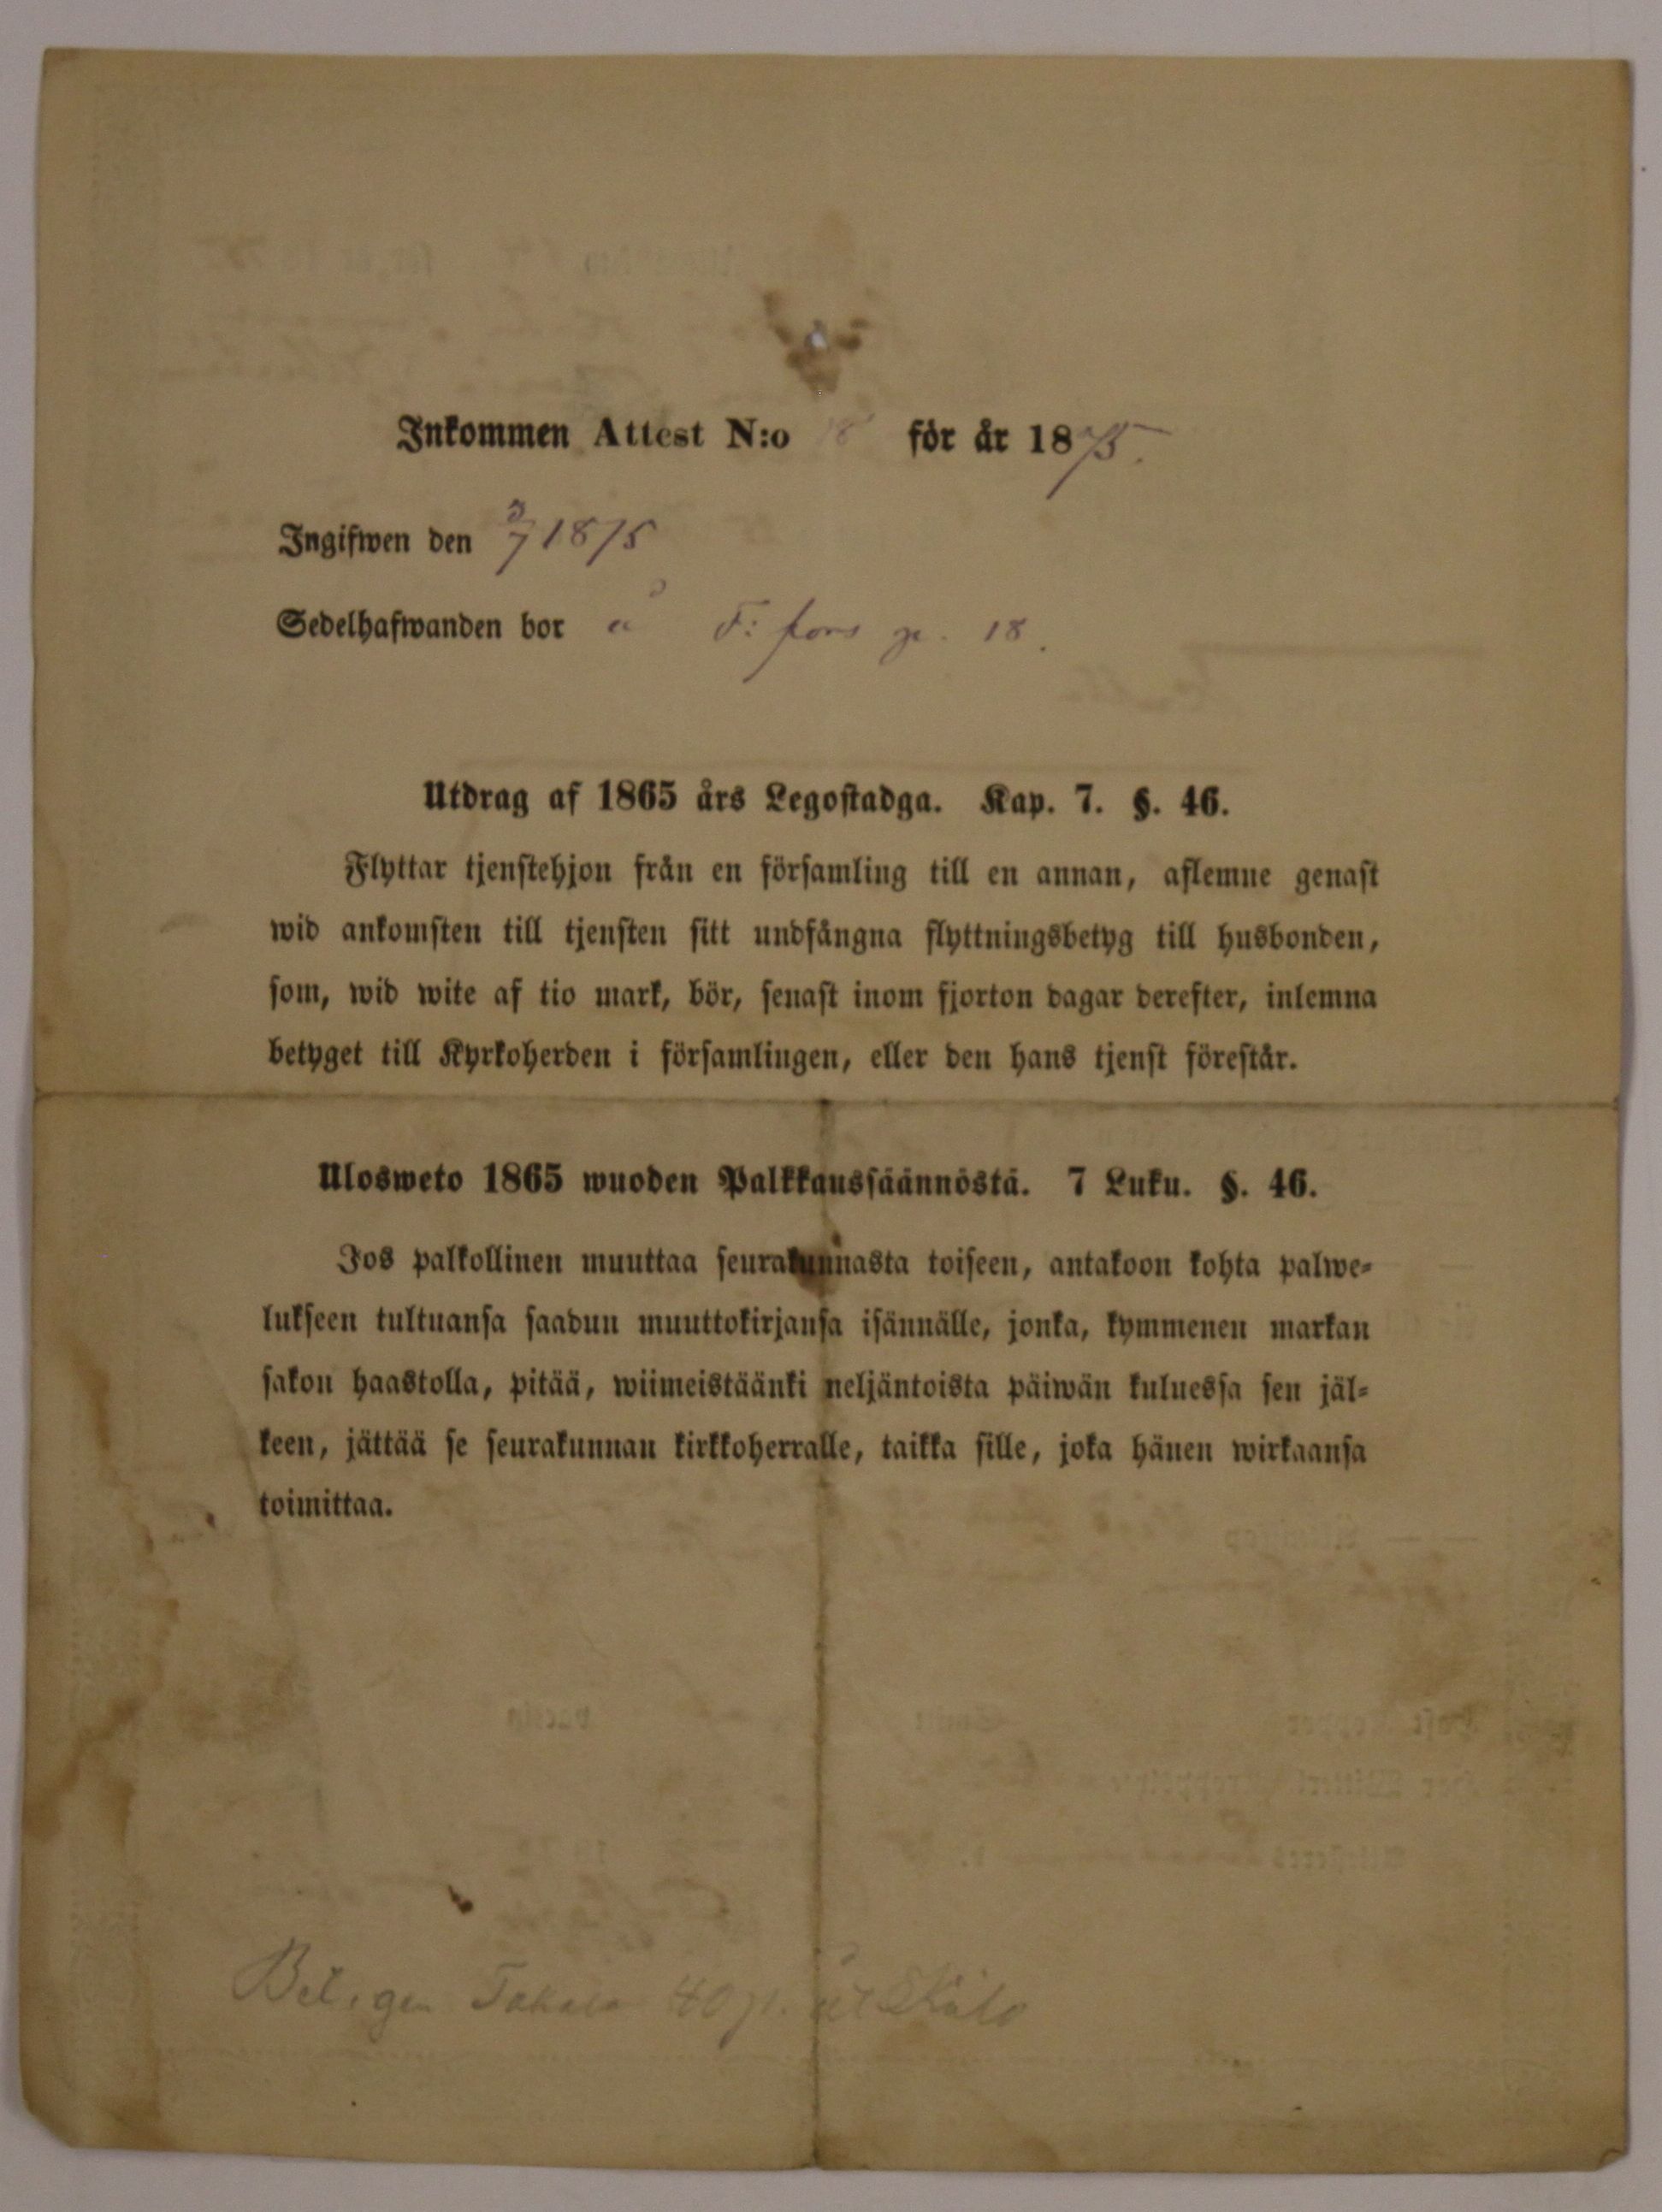 Inkommen Attest N:o 18 för år 1875.
Ingifwen den 3/7 1875
Sedelhafwanden bor å F: fors p. 18.
Utdrag af 1865 års Legostadga. Kap. 7. §. 46.
Flyttar tjenstehjon från en församling till en annan, aflemne genast
wid ankomsten till tjensten sitt undfångna flyttningsbetyg till husbonden,
som, wid wite af tio mark, bör, senast inom fjorton dagar derefter, inlemna
betyget till Kyrkoherden i församlingen, eller den hans tjenst förestår.
Ulosweto 1865 wuoden Palkkaussäännöstä. 7 Luku. §. 46.
Jos palkollinen muuttaa seurakunnasta toiseen, antakoon kohta palwe-
lukseen tultuansa saadun muuttokirjansa isännälle, jonka, kymmenen markan
sakon haastolla, pitää, wiimeistäänki neljäntoista päiwän kuluessa sen jäl-
keen, jättää se seurakunnan kirkkoherralle, taikka sille, joka hänen wirkaansa
toimittaa.
40 p.